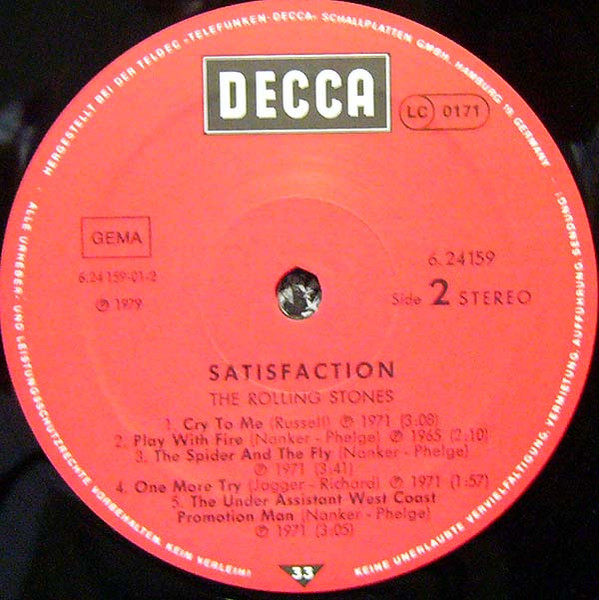 HERGESTELLT BEI DER TELDEC »TELEFUNKEN-DECCA« SCHALLPLATTEN GMBH, HAMBURG 19, GERMANY
DECCA
LC 0171
GEMA
6.24159
6.24 159-01-2
Side 2 STEREO
℗ 1979
SATISFACTION
THE ROLLING STONES
1. Cry To Me (Russell) ℗ 1971 (3:08)
2. Play With Fire (Nanker - Phelge) ℗ 1965 (2:10)
3. The Spider And The Fly (Nanker - Phelge)
℗ 1971 (3:41)
4. One More Try (Jagger - Richard) ℗ 1971 (1:57)
5. The Under Assistant West Coast
Promotion Man (Nanker - Phelge)
℗ 1971 (3:05)
33
ALLE URHEBER- UND LEISTUNGSSCHUTZRECHTE VORBEHALTEN. KEIN VERLEIH!
KEINE UNERLAUBTE VERVIELFÄLTIGUNG, VERMIETUNG, AUFFÜHRUNG, SENDUNG!